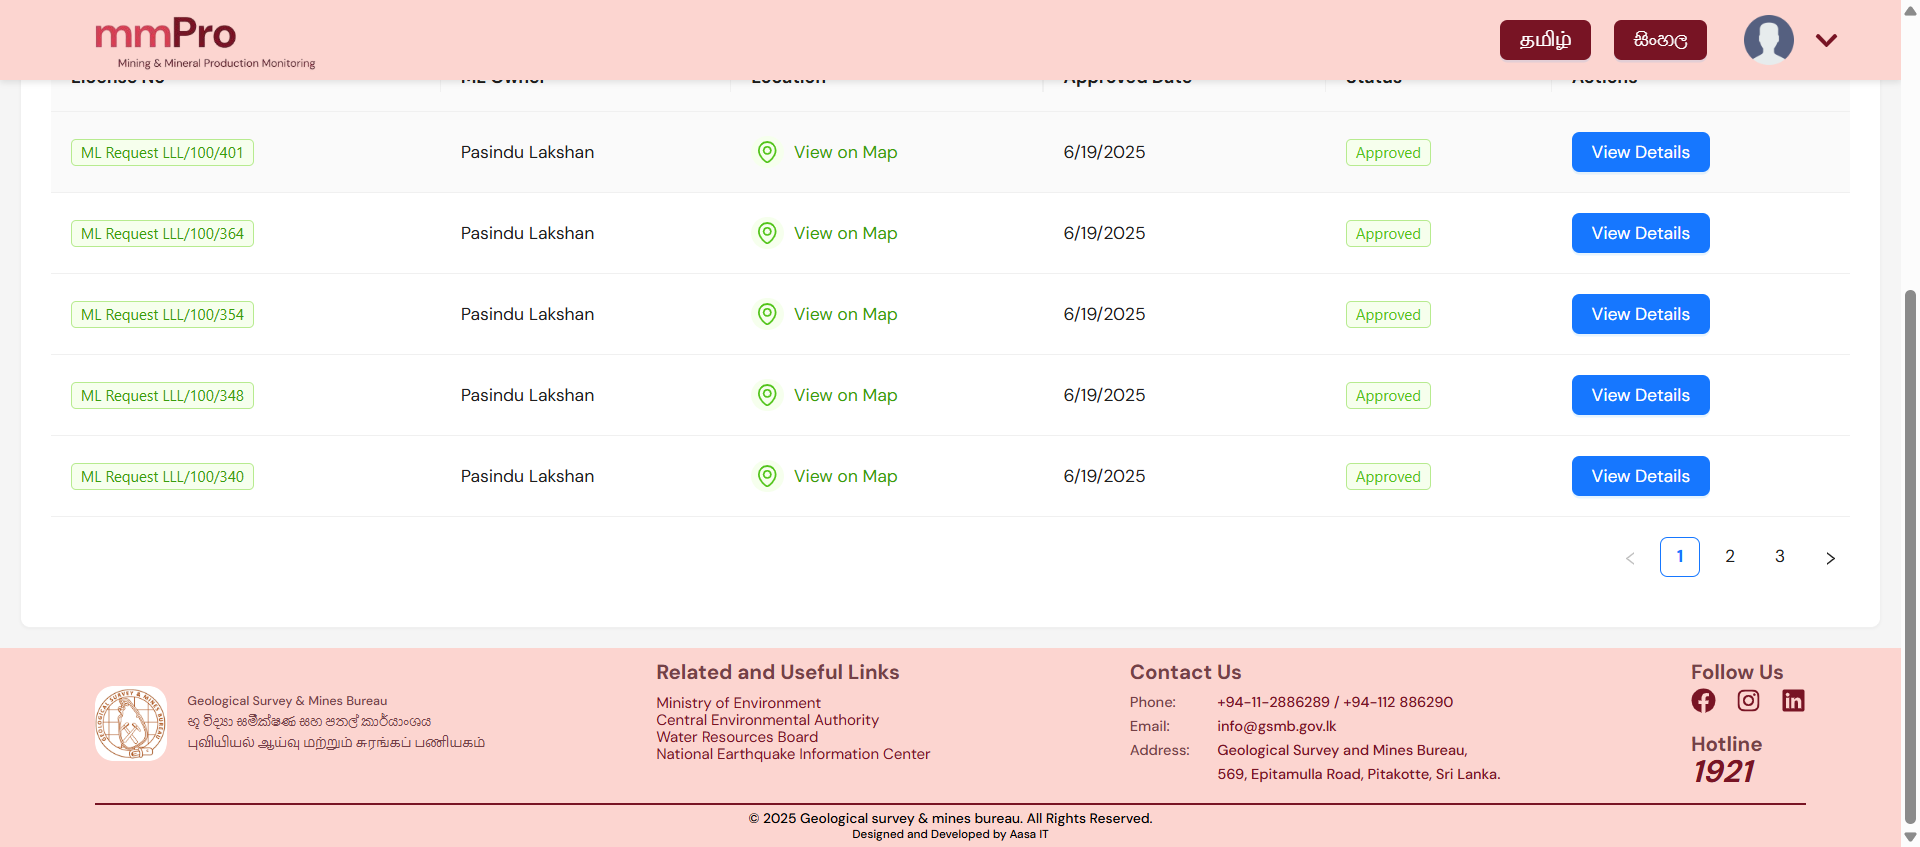 mmPro
Mining & Mineral Production Monitoring
தமிழ்
සිංහල
License No ML Owner Location Approved Date Status Actions
ML Request LLL/100/401 Pasindu Lakshan View on Map 6/19/2025 Approved View Details
ML Request LLL/100/364 Pasindu Lakshan View on Map 6/19/2025 Approved View Details
ML Request LLL/100/354 Pasindu Lakshan View on Map 6/19/2025 Approved View Details
ML Request LLL/100/348 Pasindu Lakshan View on Map 6/19/2025 Approved View Details
ML Request LLL/100/340 Pasindu Lakshan View on Map 6/19/2025 Approved View Details
< 1 2 3 >
GEOLOGICAL SURVEY & MINES BUREAU
Geological Survey & Mines Bureau
භූ විද්‍යා සමීක්ෂණ සහ පතල් කාර්යාංශය
புவியியல் ஆய்வு மற்றும் சுரங்கப் பணியகம்
Related and Useful Links
Ministry of Environment
Central Environmental Authority
Water Resources Board
National Earthquake Information Center
Contact Us
Phone: +94-11-2886289 / +94-112 886290
Email: info@gsmb.gov.lk
Address: Geological Survey and Mines Bureau,
569, Epitamulla Road, Pitakotte, Sri Lanka.
Follow Us
Hotline
1921
© 2025 Geological survey & mines bureau. All Rights Reserved.
Designed and Developed by Aasa IT